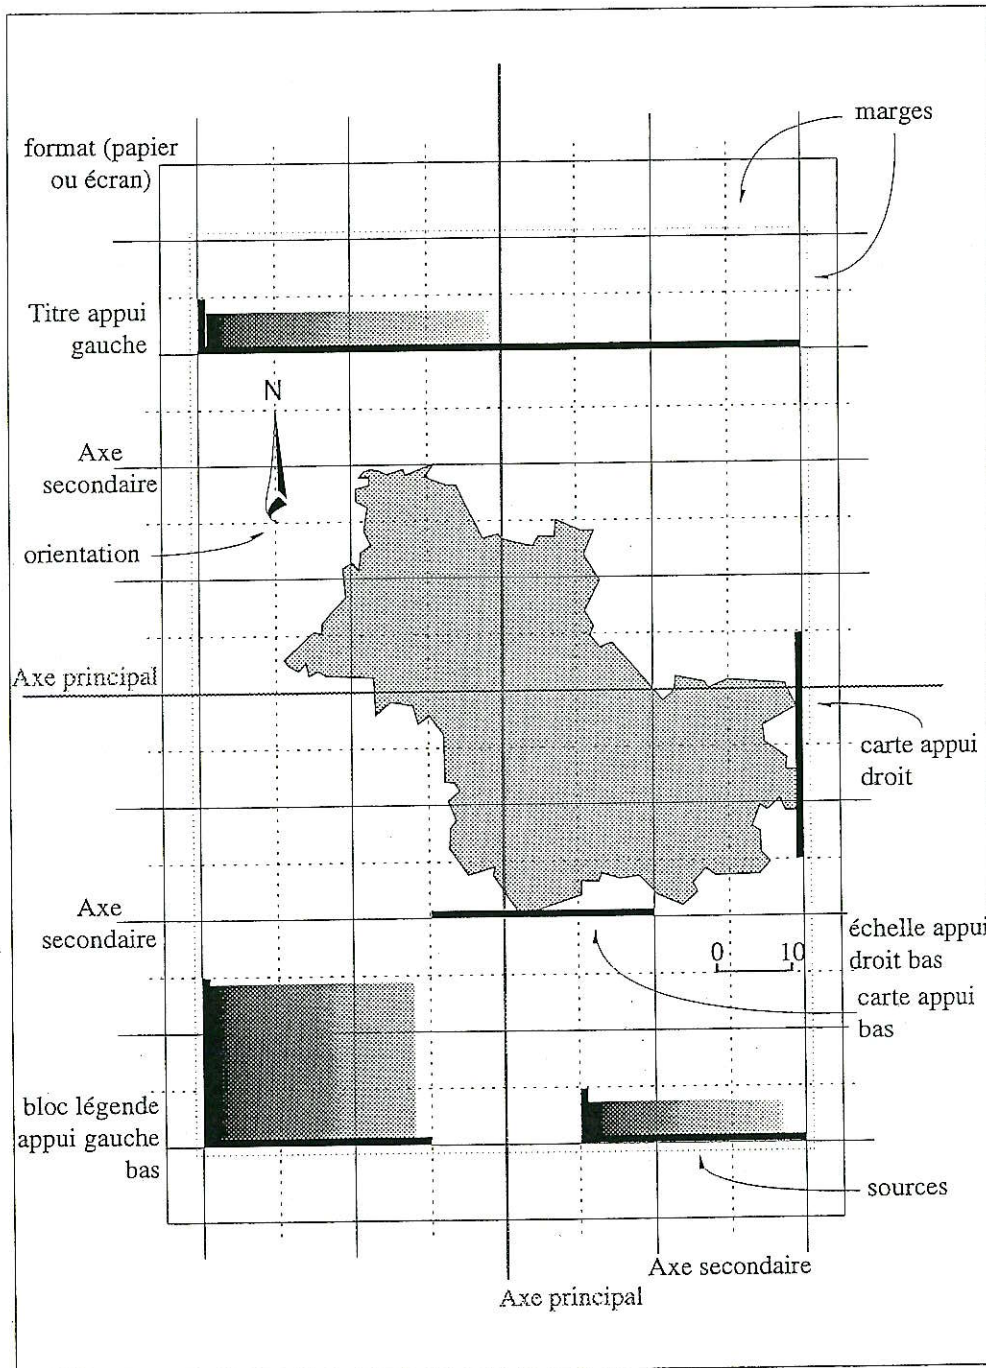 marges
format (papier
ou écran)
Titre appui
gauche
N
Axe
secondaire
orientation
Axe principal
carte appui
droit
Axe
secondaire
échelle appui
droit bas
0 10
carte appui
bas
bloc légende
appui gauche
bas
sources
Axe secondaire
Axe principal